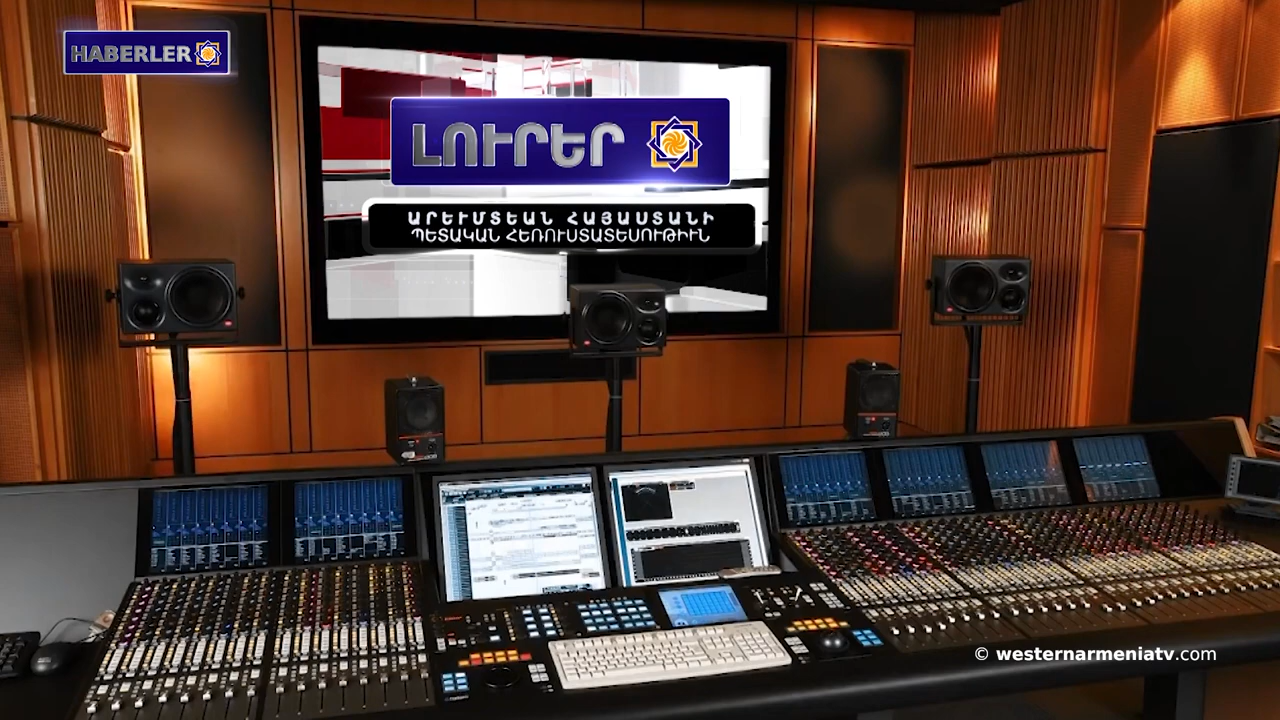 HABERLER
ԼՈՒՐԵՐ
ԱՐԵՒՄՏԵԱՆ ՀԱՅԱՍՏԱՆԻ
ՊԵՏԱԿԱՆ ՀԵՌՈՒՍՏԱՏԵՍՈՒԹԻՒՆ
© westernarmeniatv.com